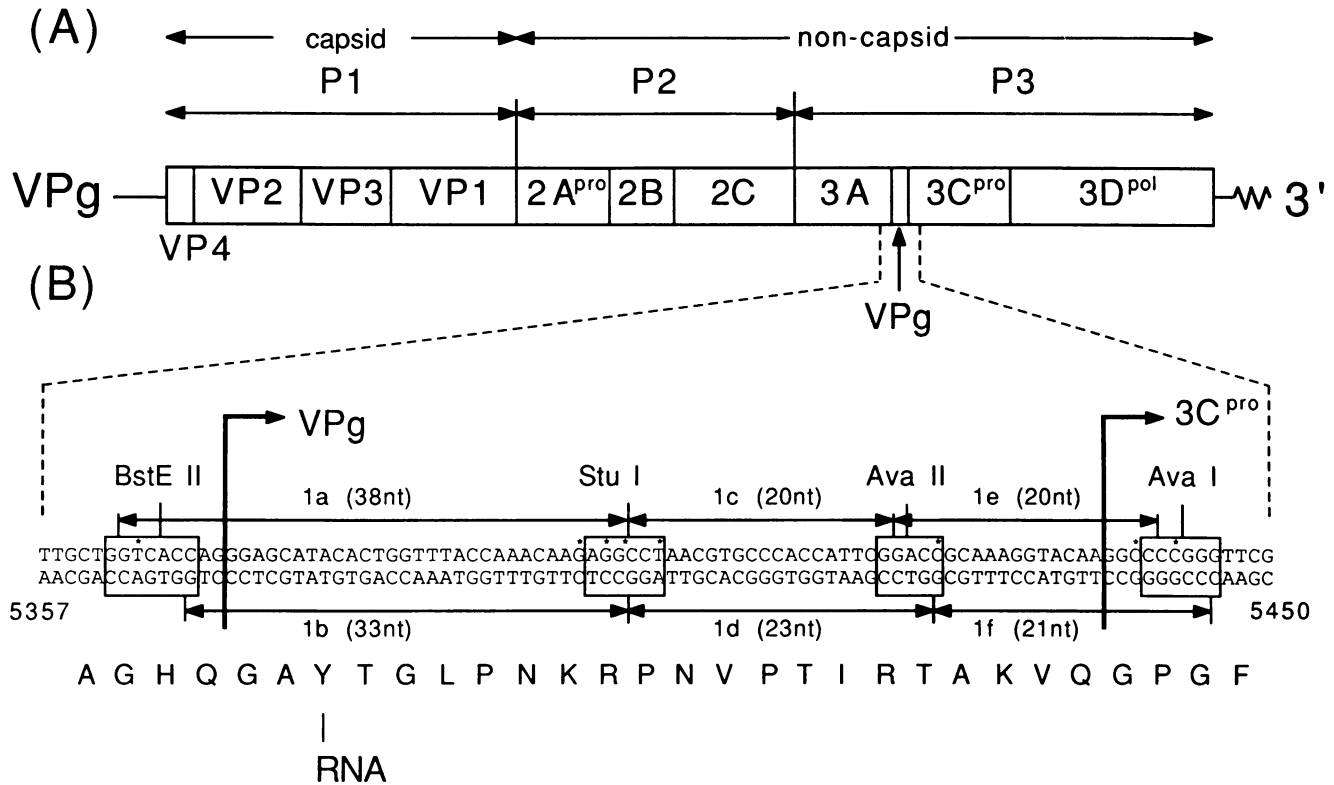 (A)
capsid non-capsid
P1 P2 P3
VPg VP2 VP3 VP1 2Apro 2B 2C 3A 3Cpro 3Dpol 3'
VP4
(B)
VPg
VPg 3Cpro
BstE II Stu I Ava II Ava I
1a (38nt) 1c (20nt) 1e (20nt)
* * * * * * * *
TTGCTGGTCACCAGGGAGCATACACTGGTTTACCAAACAAGAGGCCTAACGTGCCCACCATTCGGACCGCAAAGGTACAAGGCCCCGGGTTCG
AACGACCAGTGGTCCCTCGTATGTGACCAAATGGTTTGTTCTCCGGATTGCACGGGTGGTAAGCCTGGCGTTTCCATGTTCCGGGGCCCAAGC
5357 5450
1b (33nt) 1d (23nt) 1f (21nt)
A G H Q G A Y T G L P N K R P N V P T I R T A K V Q G P G F
RNA